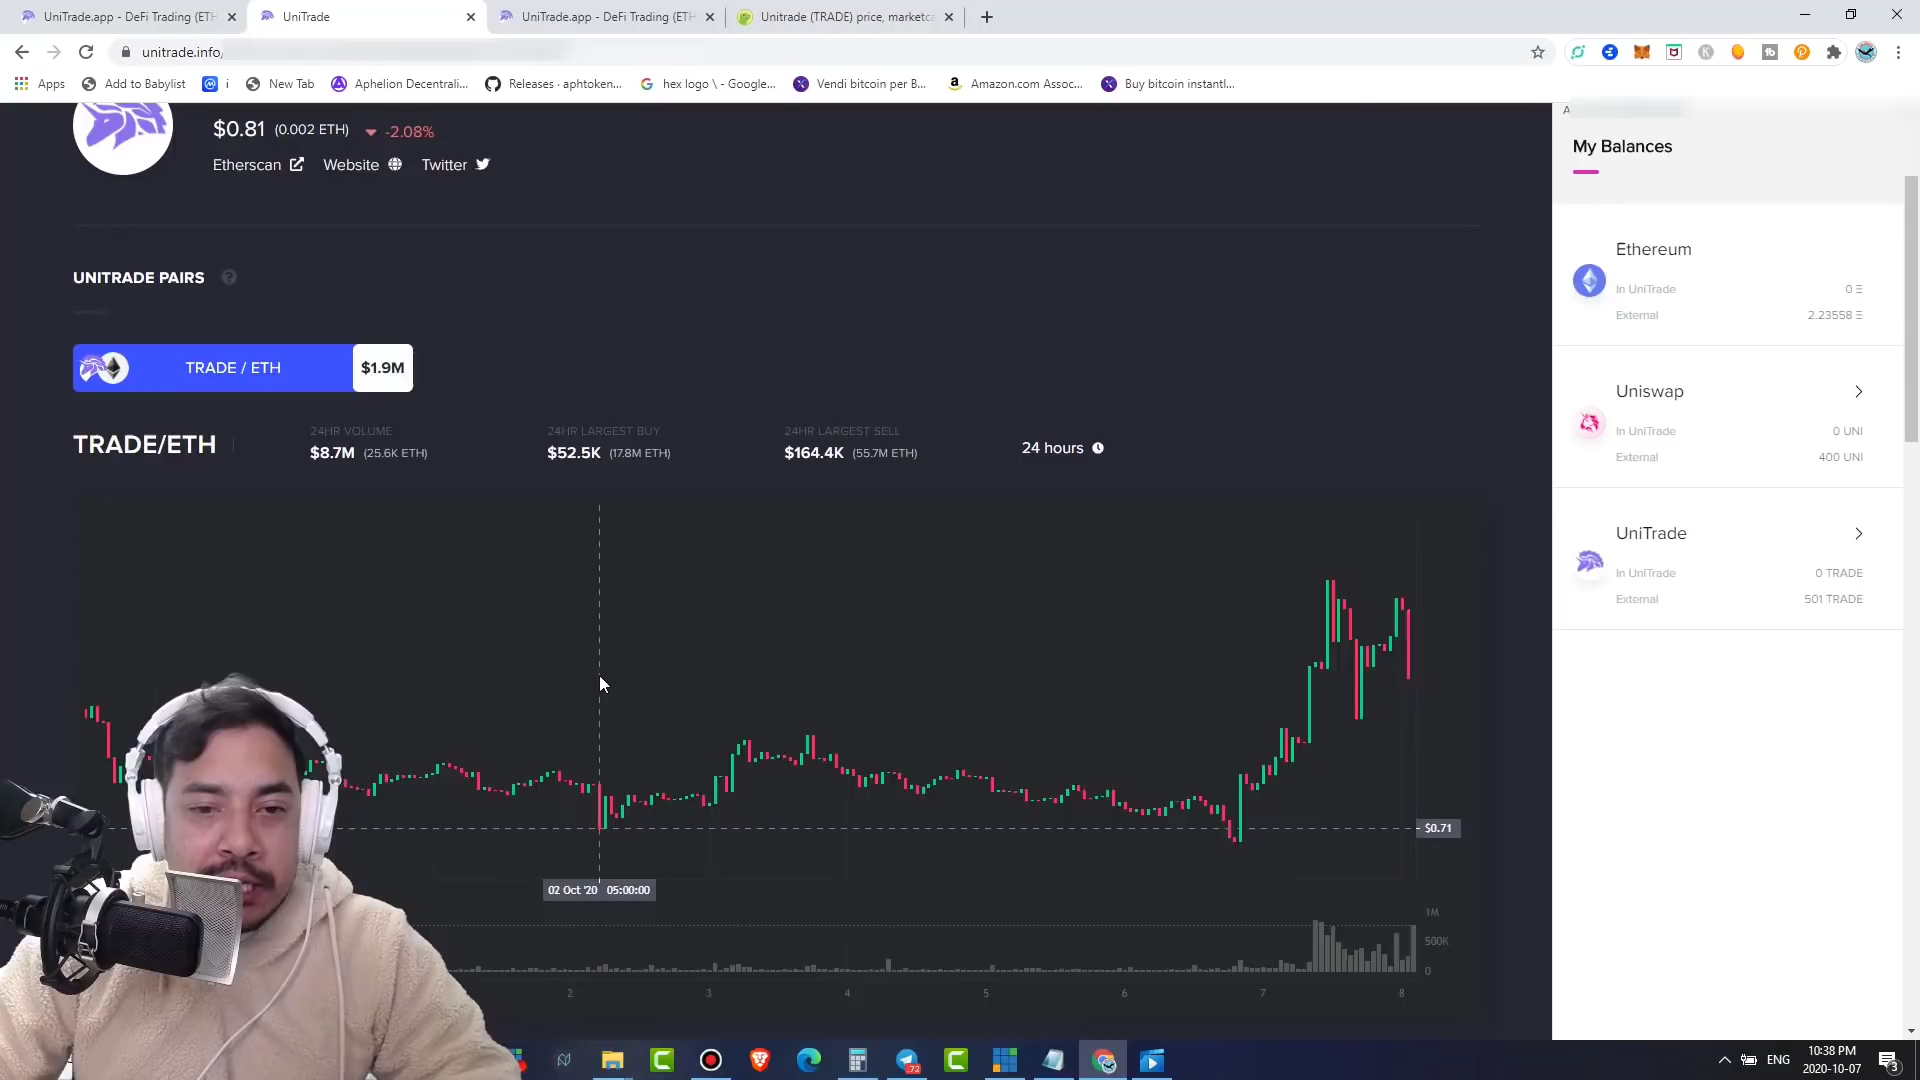 UniTrade.app - DeFi Trading (ETH
UniTrade
UniTrade.app - DeFi Trading (ETH
Unitrade (TRADE) price, marketca
unitrade.info/
Apps
Add to Babylist
i
New Tab
Aphelion Decentrali...
Releases · aphtoken...
hex logo \ - Google...
Vendi bitcoin per B...
Amazon.com Assoc...
Buy bitcoin instantl...
$0.81 (0.002 ETH) -2.08%
Etherscan
Website
Twitter
UNITRADE PAIRS ?
TRADE / ETH $1.9M
TRADE/ETH
24HR VOLUME
$8.7M (25.6K ETH)
24HR LARGEST BUY
$52.5K (17.8M ETH)
24HR LARGEST SELL
$164.4K (55.7M ETH)
24 hours
$0.71
02 Oct '20 05:00:00
1M
500K
0
2 3 4 5 6 7 8
My Balances
Ethereum
In UniTrade 0 Ξ
External 2.23558 Ξ
Uniswap
In UniTrade 0 UNI
External 400 UNI
UniTrade
In UniTrade 0 TRADE
External 501 TRADE
72
ENG
10:38 PM
2020-10-07
3